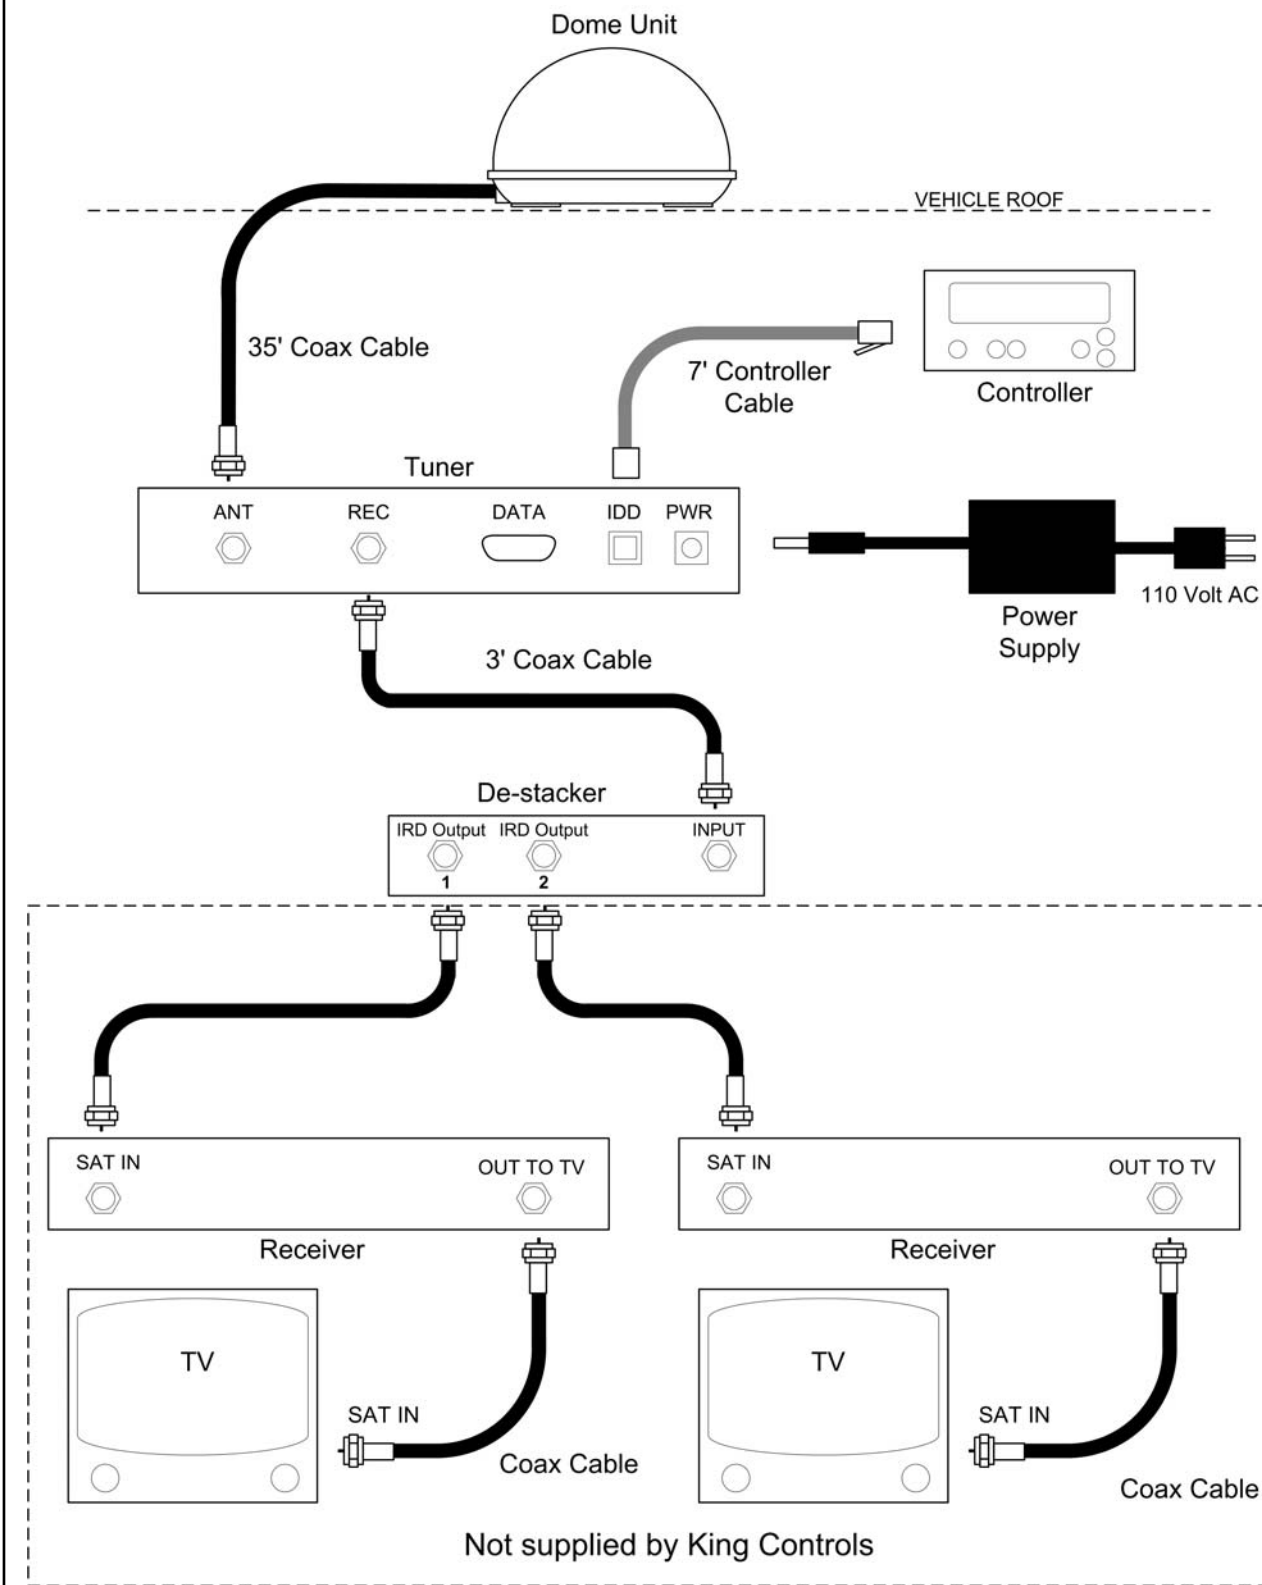 Dome Unit
VEHICLE ROOF
35' Coax Cable
7' Controller
Cable
Controller
Tuner
ANT
REC
DATA
IDD
PWR
110 Volt AC
Power
Supply
3' Coax Cable
De-stacker
IRD Output
IRD Output
INPUT
1
2
SAT IN
OUT TO TV
SAT IN
OUT TO TV
Receiver
Receiver
TV
TV
SAT IN
SAT IN
Coax Cable
Coax Cable
Not supplied by King Controls